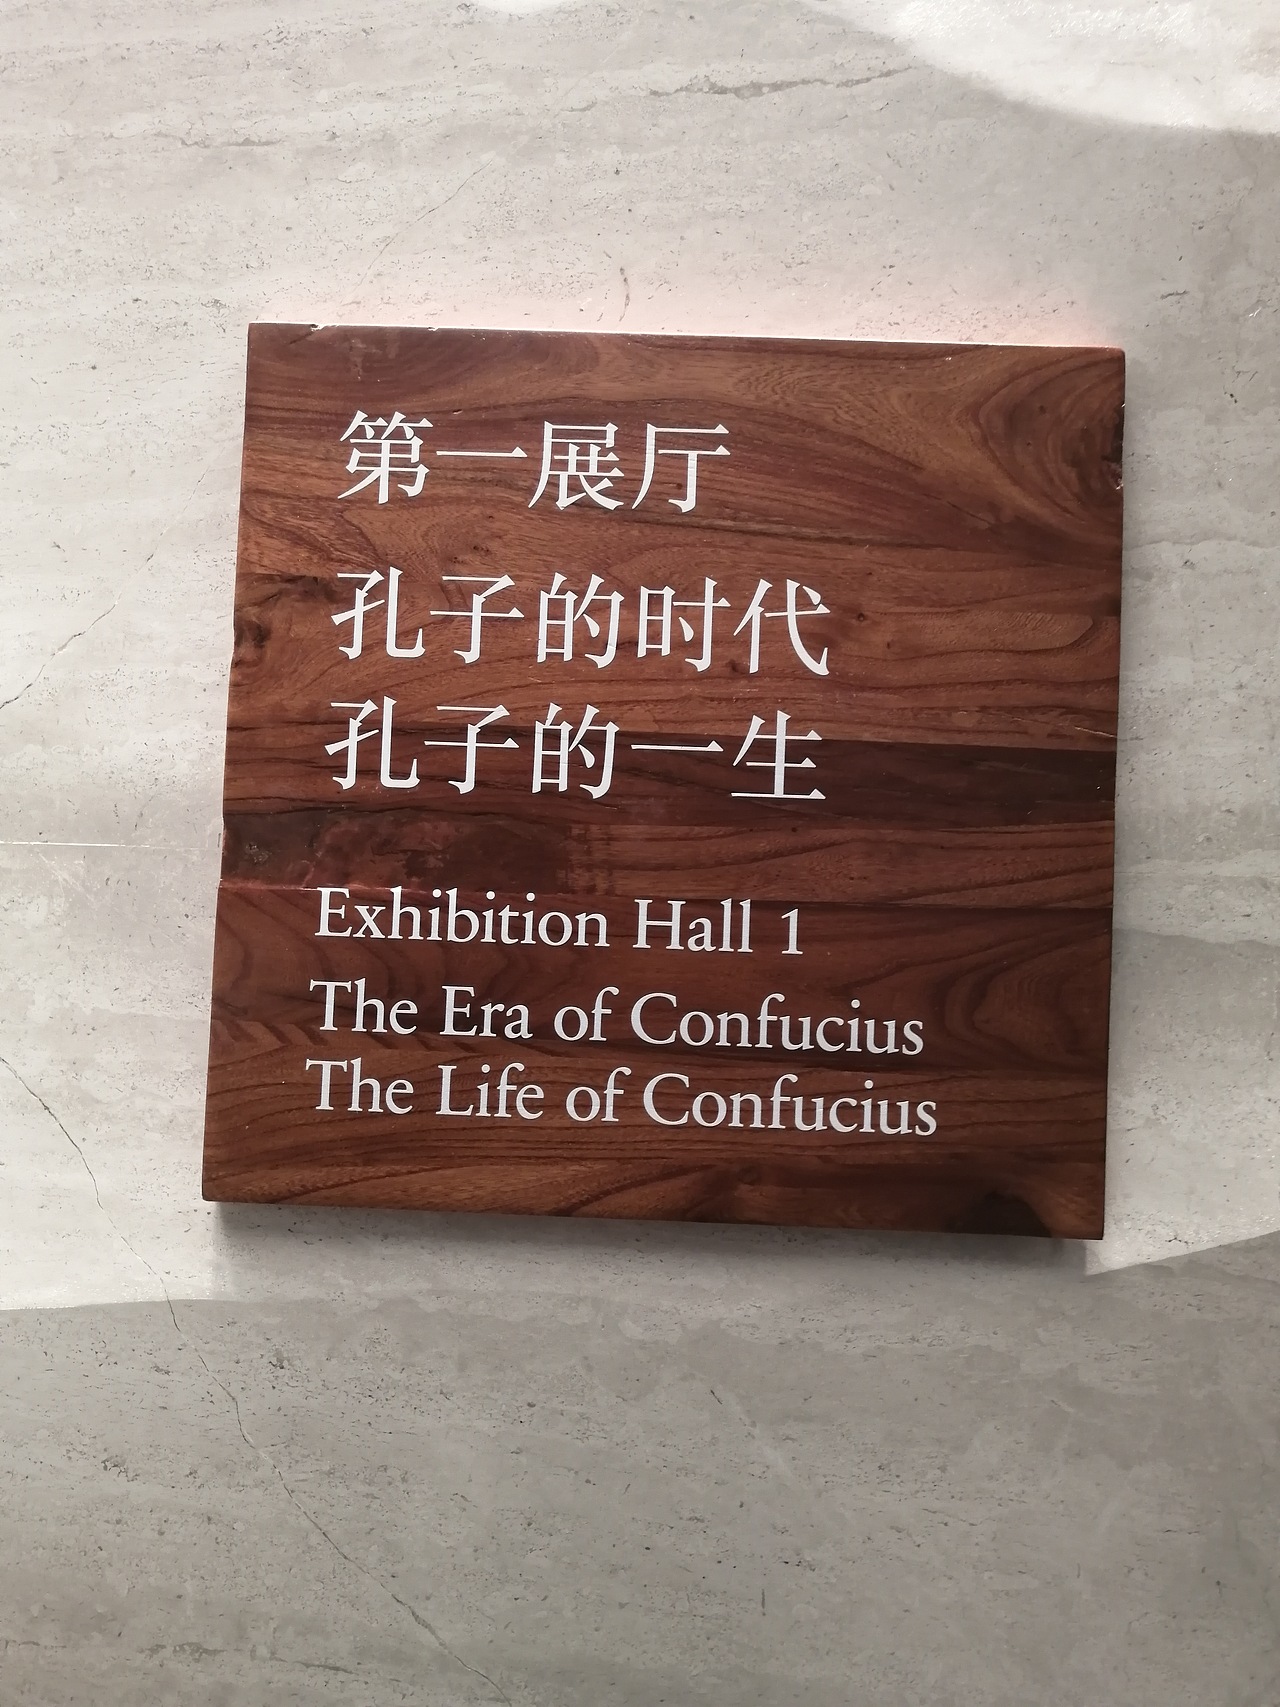 第一展厅
孔子的时代
孔子的一生
Exhibition Hall 1
The Era of Confucius
The Life of Confucius